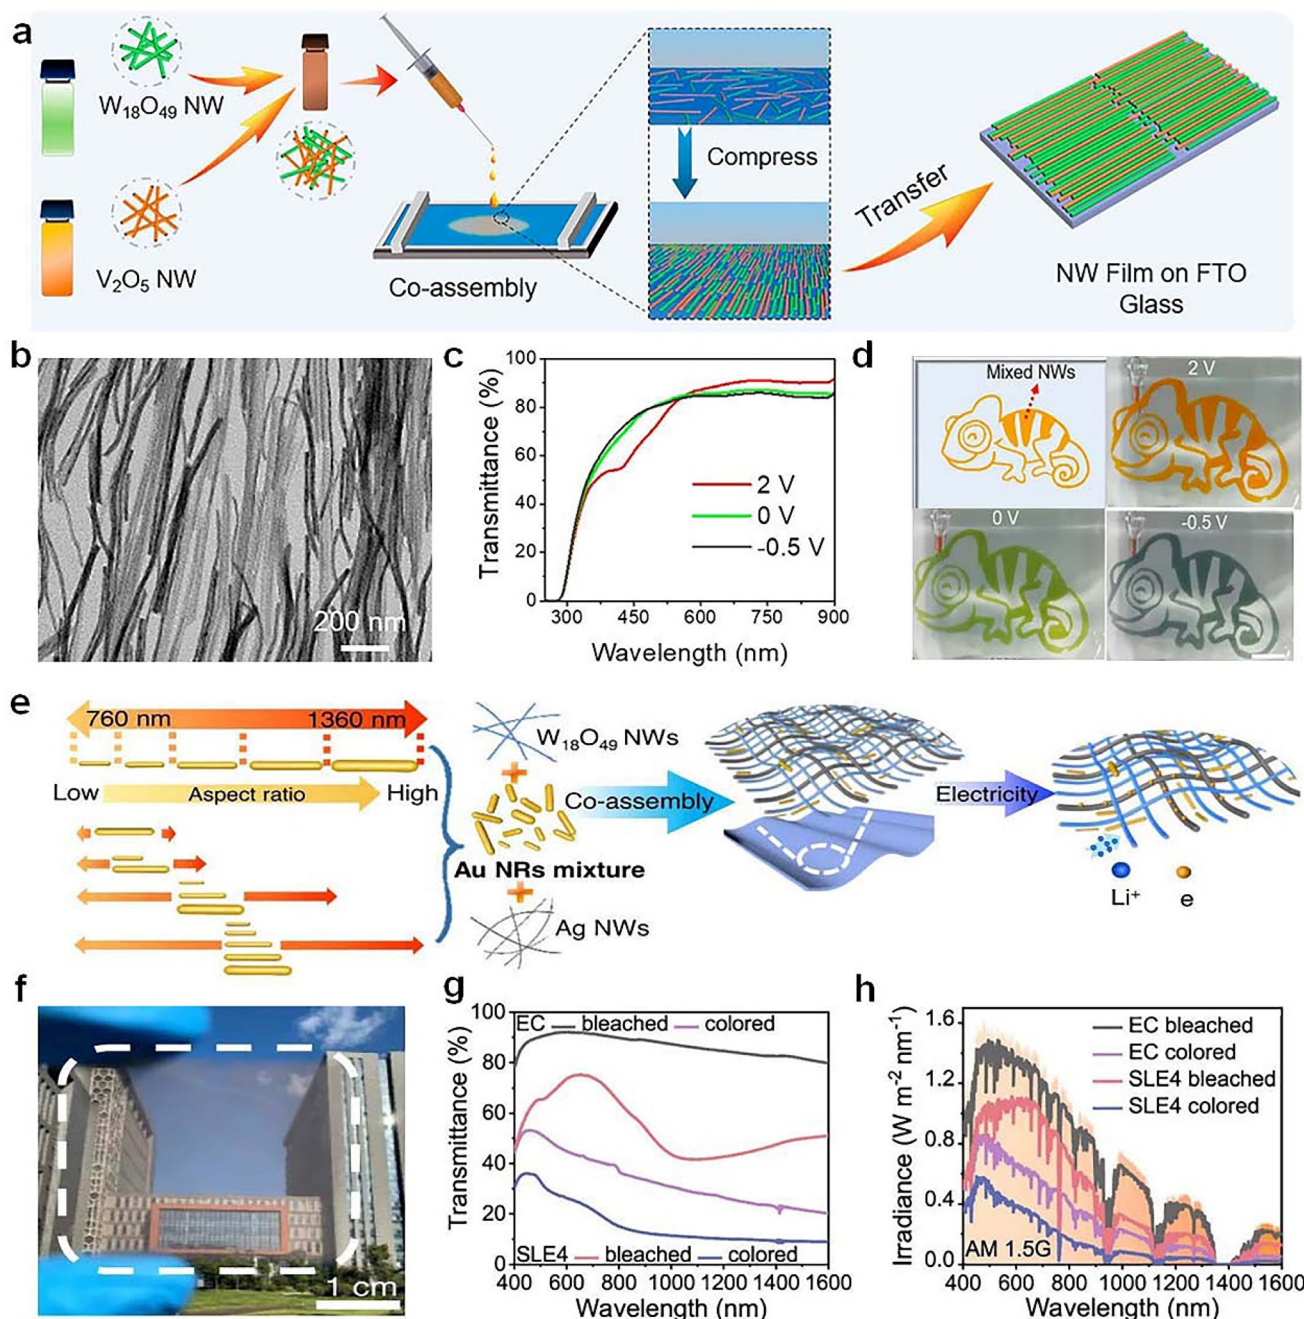 a
W₁₈O₄₉ NW
V₂O₅ NW
Co-assembly
Compress
Transfer
NW Film on FTO
Glass
b
200 nm
c
Transmittance (%)
100
80
60
40
20
0
2 V
0 V
-0.5 V
300
450
600
750
900
Wavelength (nm)
d
Mixed NWs
2 V
0 V
-0.5 V
e
760 nm
1360 nm
Low
Aspect ratio
High
W₁₈O₄₉ NWs
Au NRs mixture
Ag NWs
Co-assembly
Electricity
Li⁺
e
f
1 cm
g
Transmittance (%)
100
80
60
40
20
0
EC bleached colored
SLE4 bleached colored
400 600 800 1000 1200 1400 1600
Wavelength (nm)
h
Irradiance (W m⁻² nm⁻¹)
1.6
1.2
0.8
0.4
0.0
EC bleached
EC colored
SLE4 bleached
SLE4 colored
AM 1.5G
400 600 800 1000 1200 1400 1600
Wavelength (nm)